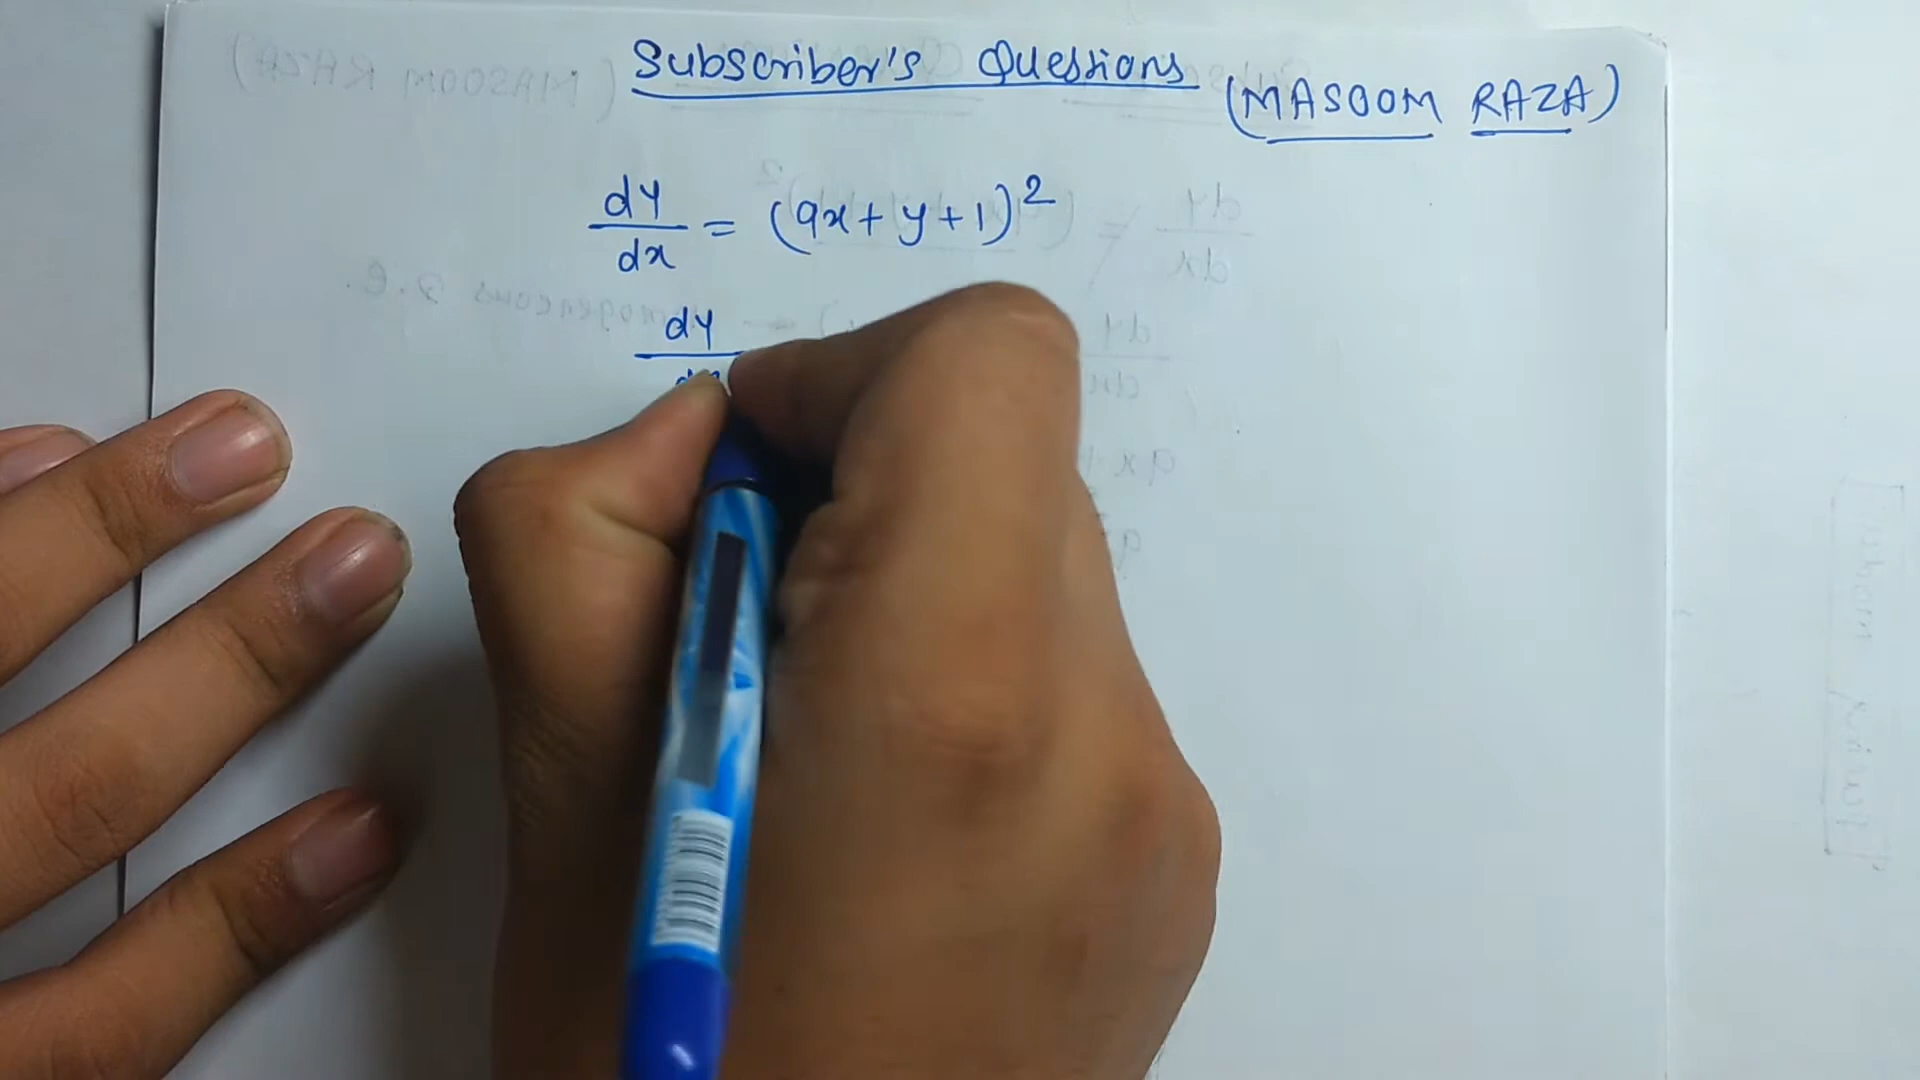 Subscriber's Questions
(MASOOM RAZA)
dy/dx = (9x+y+1)²
dy